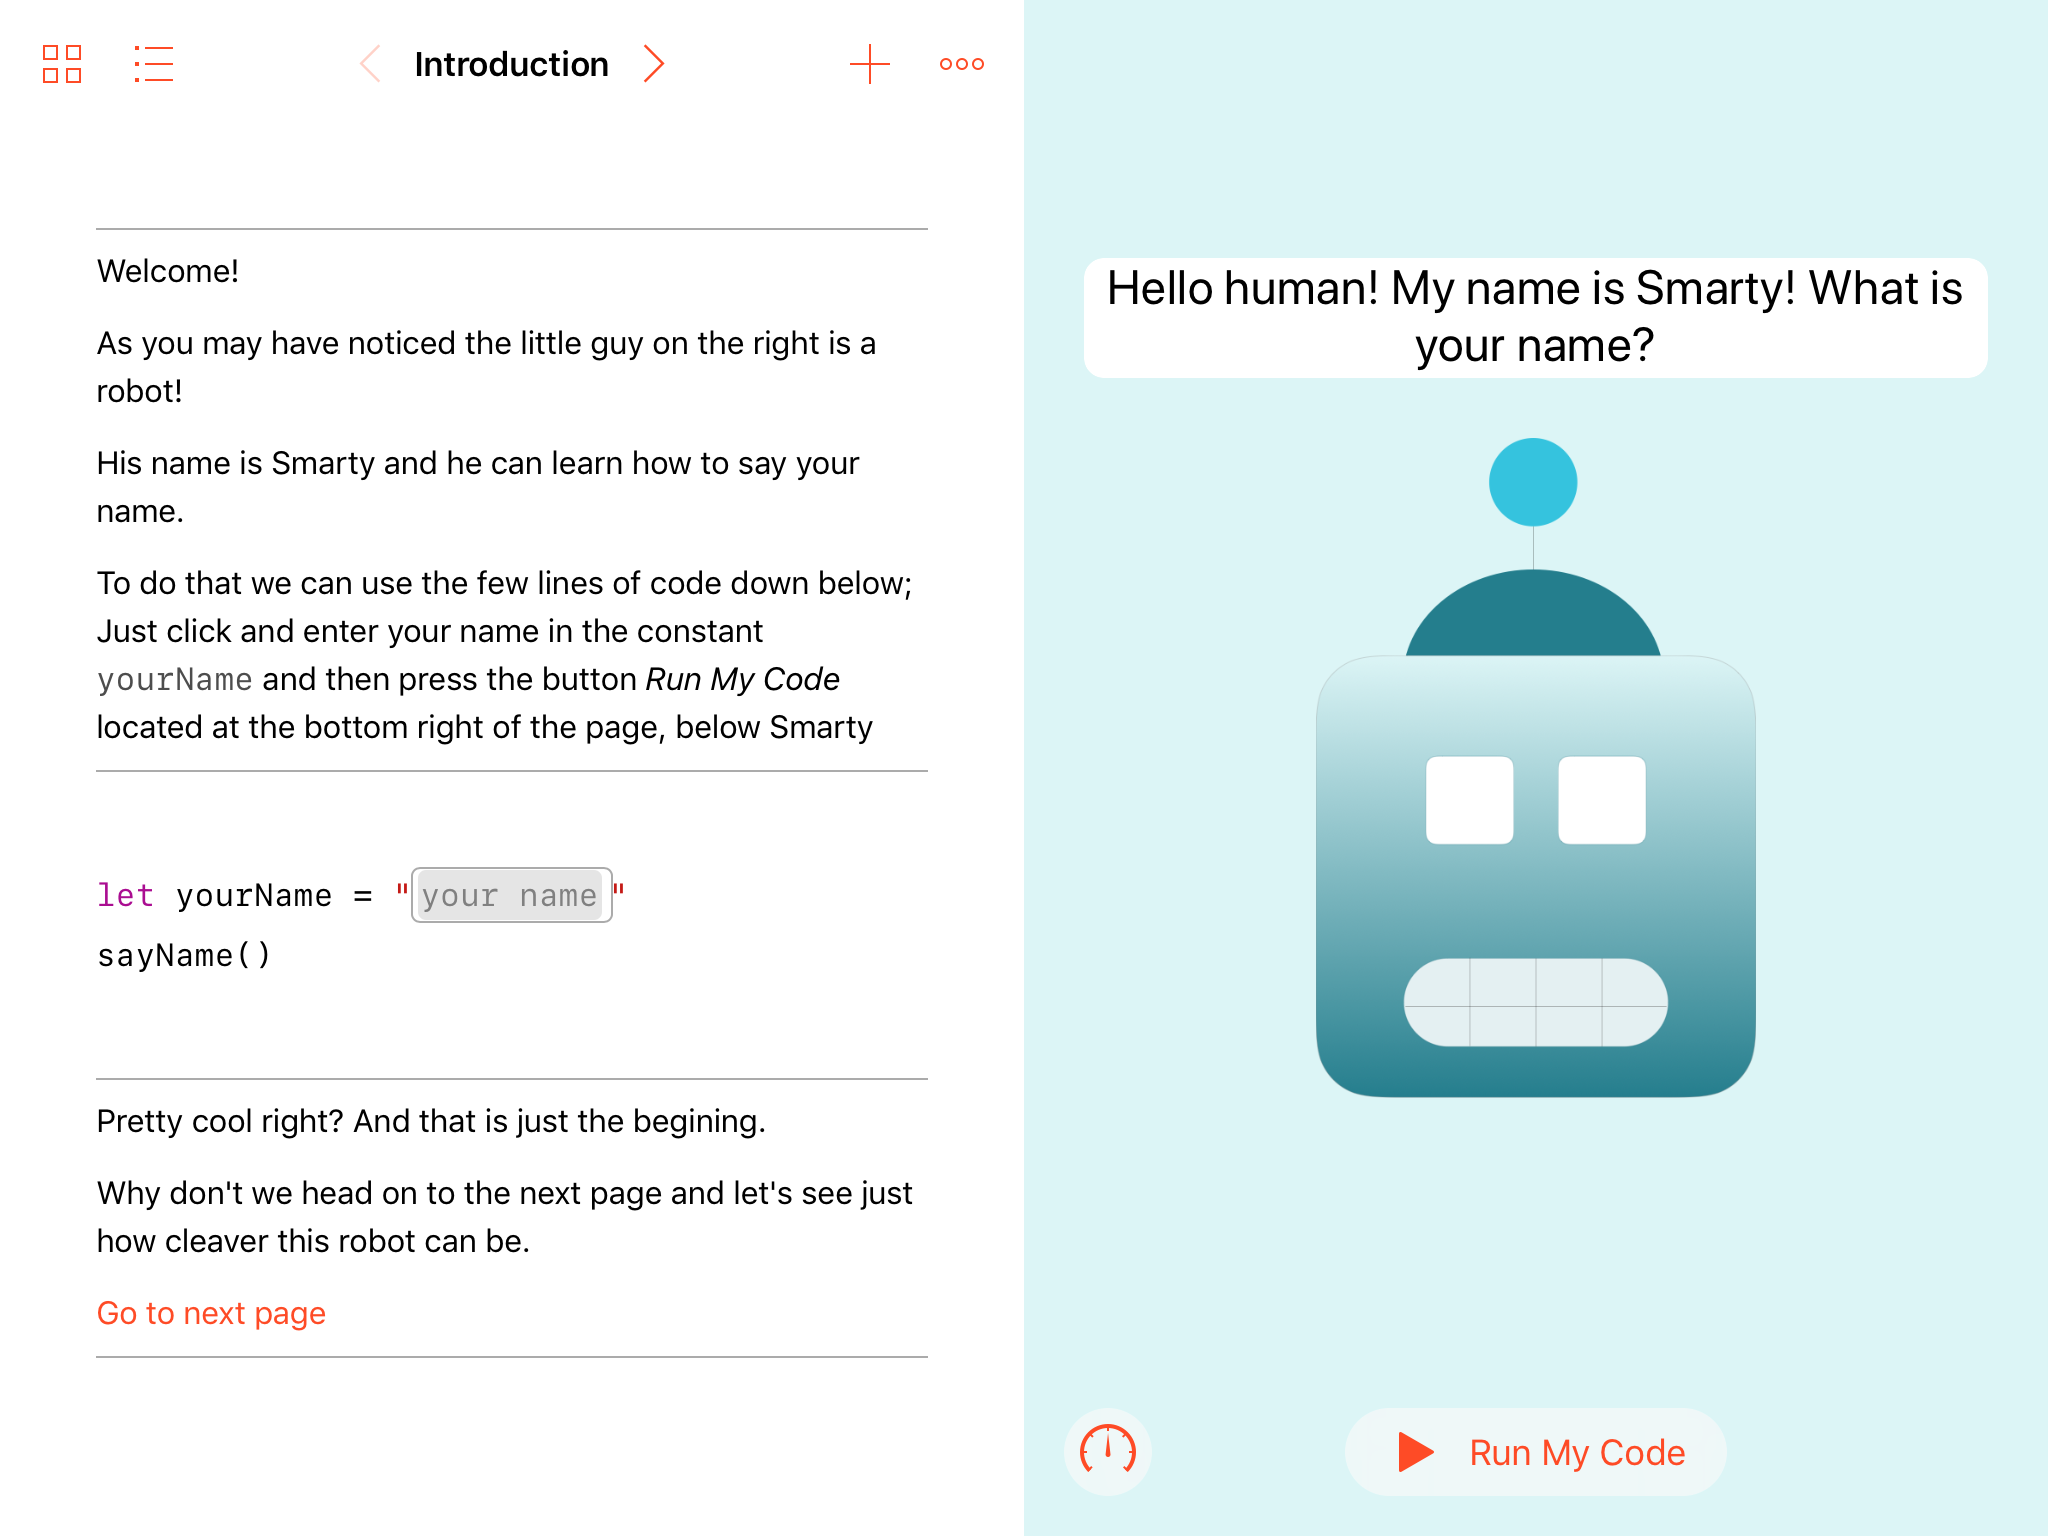 Introduction
Welcome!
As you may have noticed the little guy on the right is a
robot!
His name is Smarty and he can learn how to say your
name.
To do that we can use the few lines of code down below;
Just click and enter your name in the constant
yourName and then press the button Run My Code
located at the bottom right of the page, below Smarty
let yourName = "your name"
sayName()
Pretty cool right? And that is just the begining.
Why don't we head on to the next page and let's see just
how cleaver this robot can be.
Go to next page
Hello human! My name is Smarty! What is
your name?
Run My Code